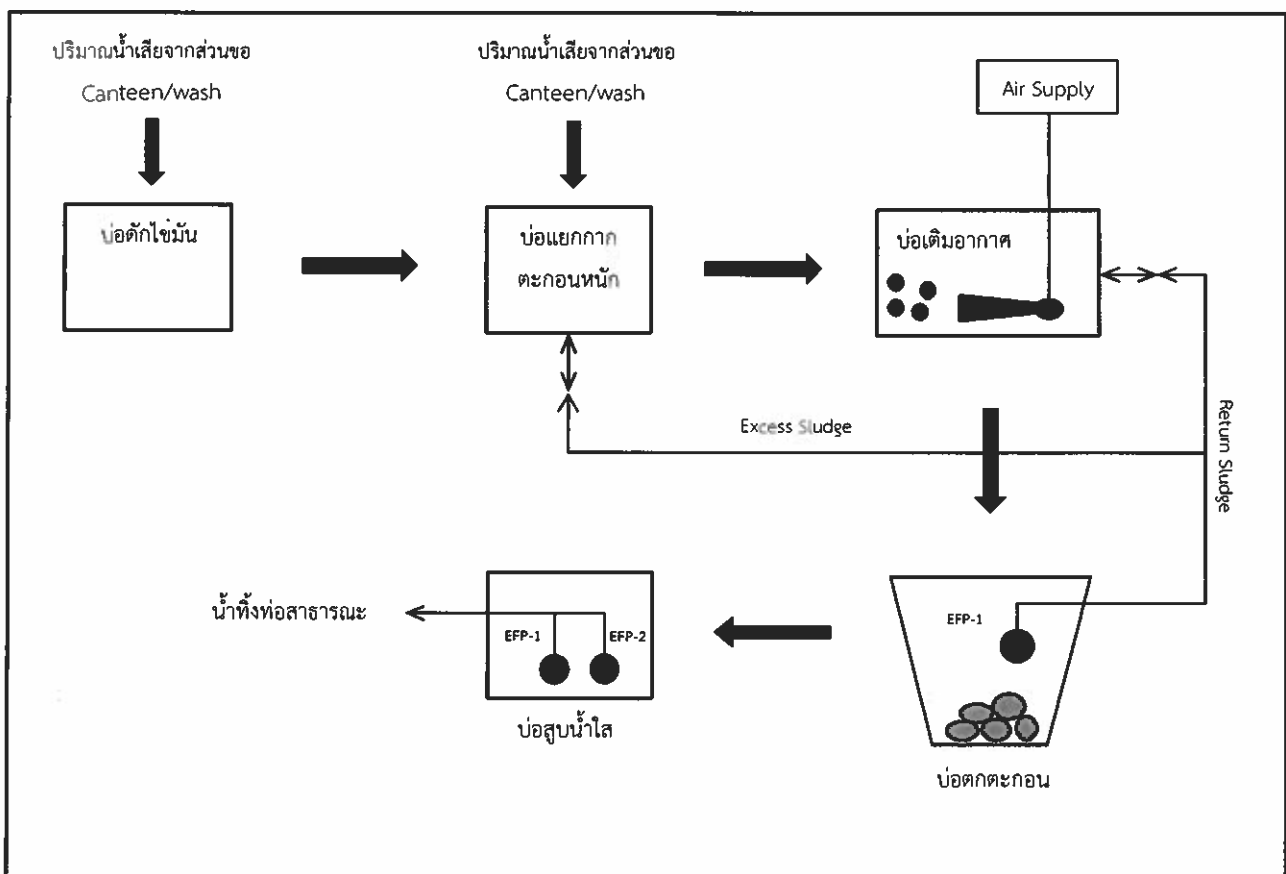 ปริมาณน้ำเสียจากส่วนขอ
Canteen/wash
ปริมาณน้ำเสียจากส่วนขอ
Canteen/wash
Air Supply
บ่อดักไขมัน
บ่อแยกกาก
ตะกอนหนัก
บ่อเติมอากาศ
Excess Sludge
Return Sludge
น้ำทิ้งท่อสาธารณะ
EFP-1
EFP-2
EFP-1
บ่อสูบน้ำใส
บ่อตกตะกอน